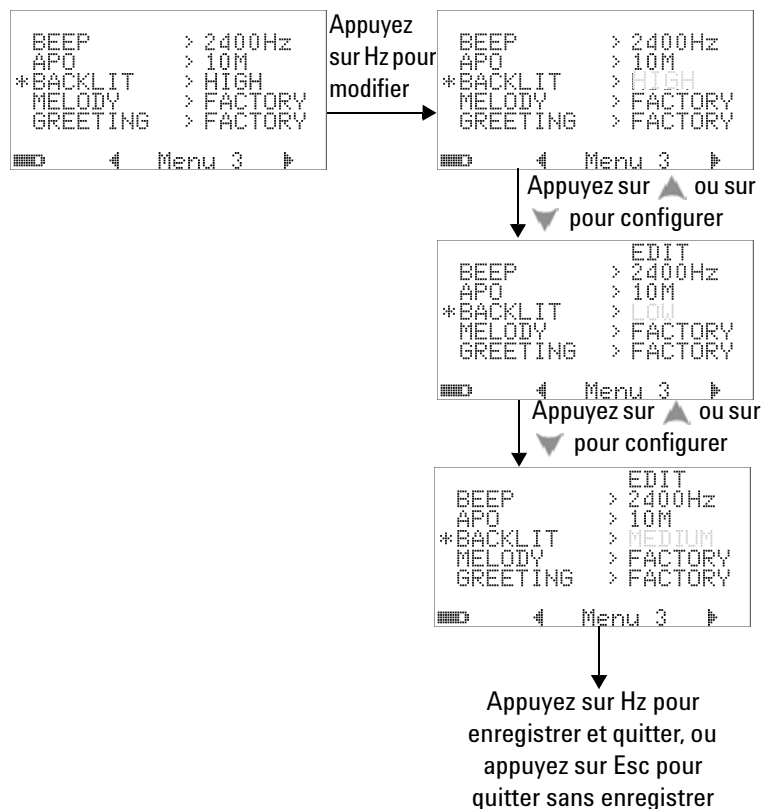 BEEP > 2400Hz
APO > 10M
*BACKLIT > HIGH
MELODY > FACTORY
GREETING > FACTORY
Menu 3
Appuyez
sur Hz pour
modifier
BEEP > 2400Hz
APO > 10M
*BACKLIT > HIGH
MELODY > FACTORY
GREETING > FACTORY
Menu 3
Appuyez sur ou sur
pour configurer
EDIT
BEEP > 2400Hz
APO > 10M
*BACKLIT > LOW
MELODY > FACTORY
GREETING > FACTORY
Menu 3
Appuyez sur ou sur
pour configurer
EDIT
BEEP > 2400Hz
APO > 10M
*BACKLIT > MEDIUM
MELODY > FACTORY
GREETING > FACTORY
Menu 3
Appuyez sur Hz pour
enregistrer et quitter, ou
appuyez sur Esc pour
quitter sans enregistrer